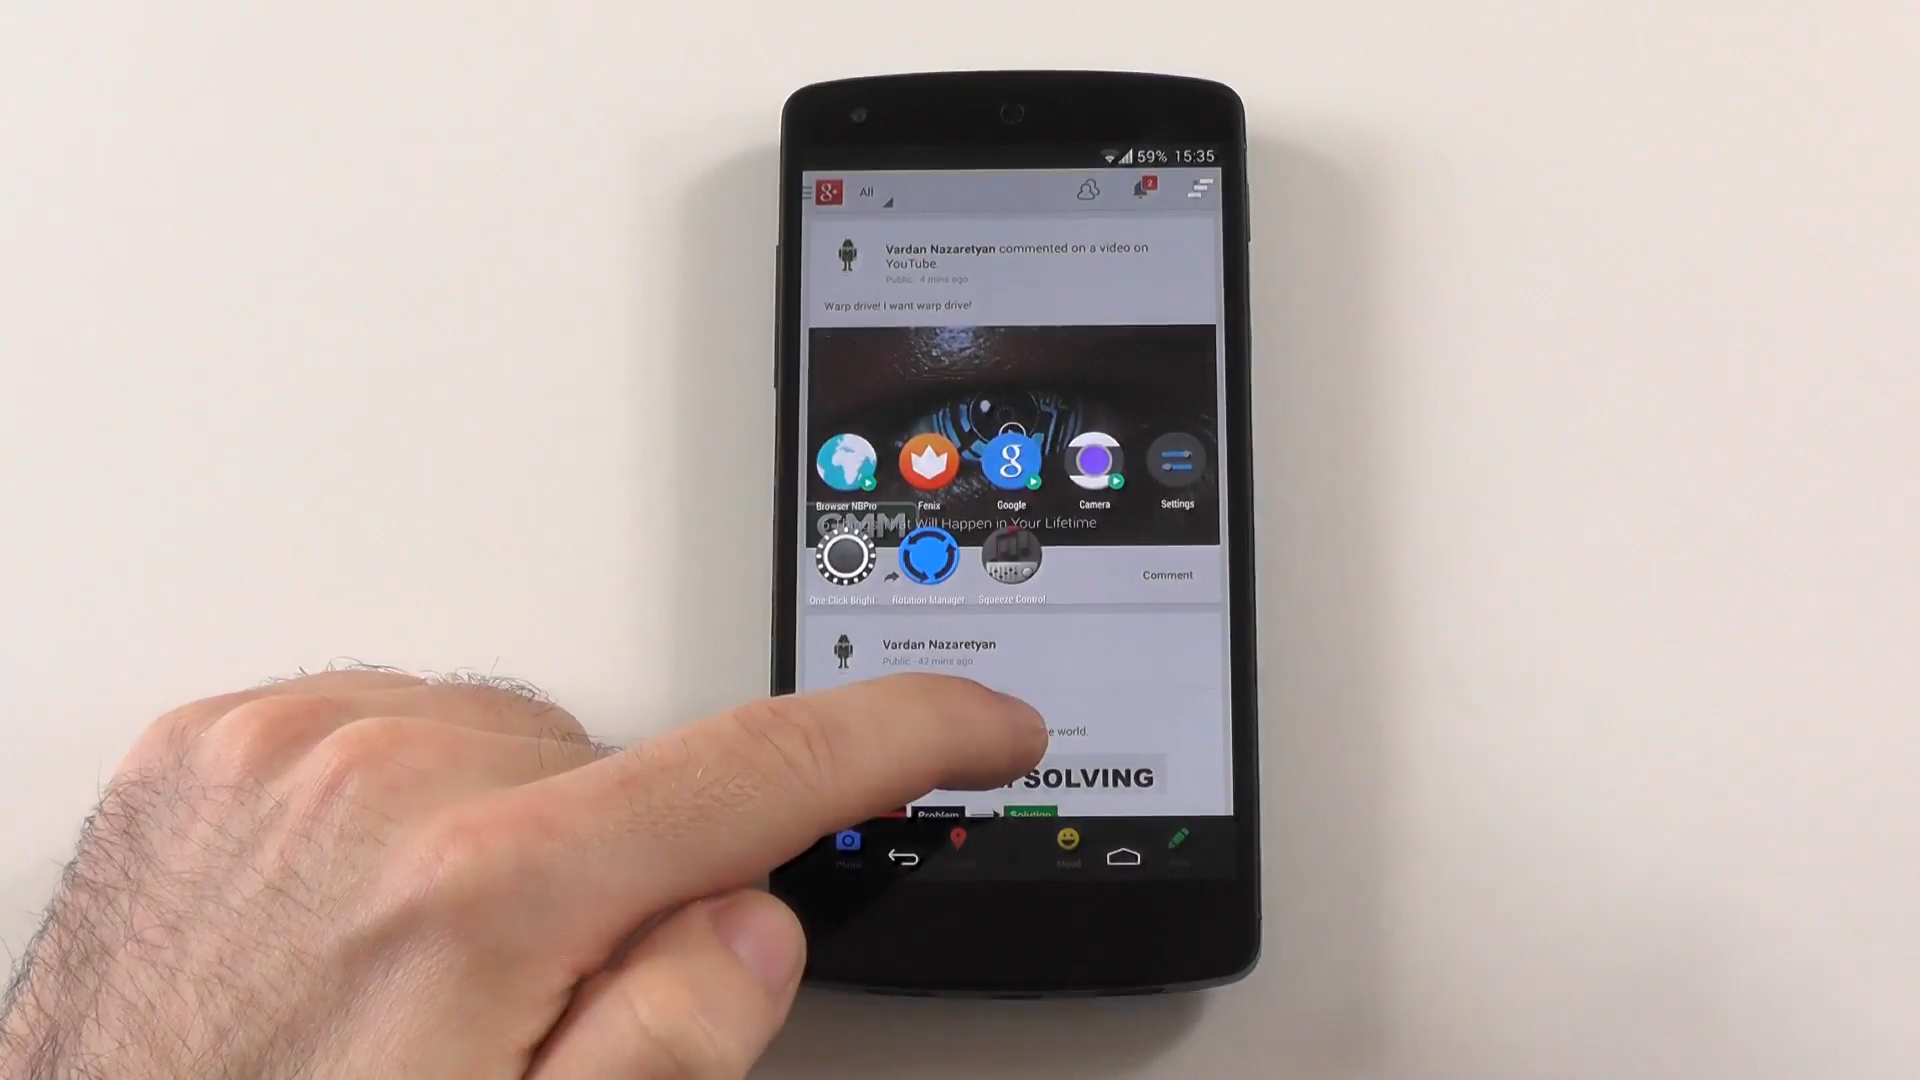 59% 15:35
g+ All 2
Vardan Nazaretyan commented on a video on
YouTube.
Public · 4 mins ago
Warp drive! I want warp drive!
Browser NBPro Fenix Google Camera Settings
Will Happen in Your Lifetime
Comment
One Click Bright Rotation Manager Squeeze Control
Vardan Nazaretyan
Public · 42 mins ago
world.
SOLVING
Problem Solution
Mood